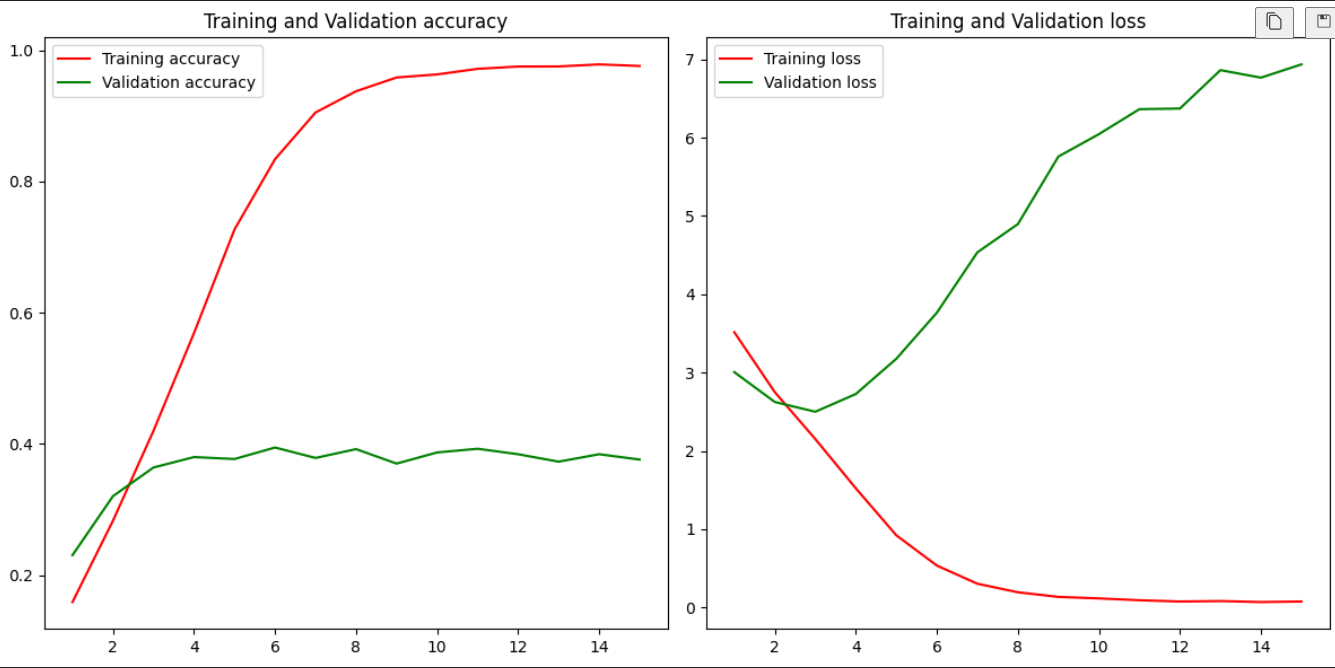 Training and Validation accuracy
Training accuracy
Validation accuracy
1.0
0.8
0.6
0.4
0.2
2 4 6 8 10 12 14
Training and Validation loss
Training loss
Validation loss
7
6
5
4
3
2
1
0
2 4 6 8 10 12 14